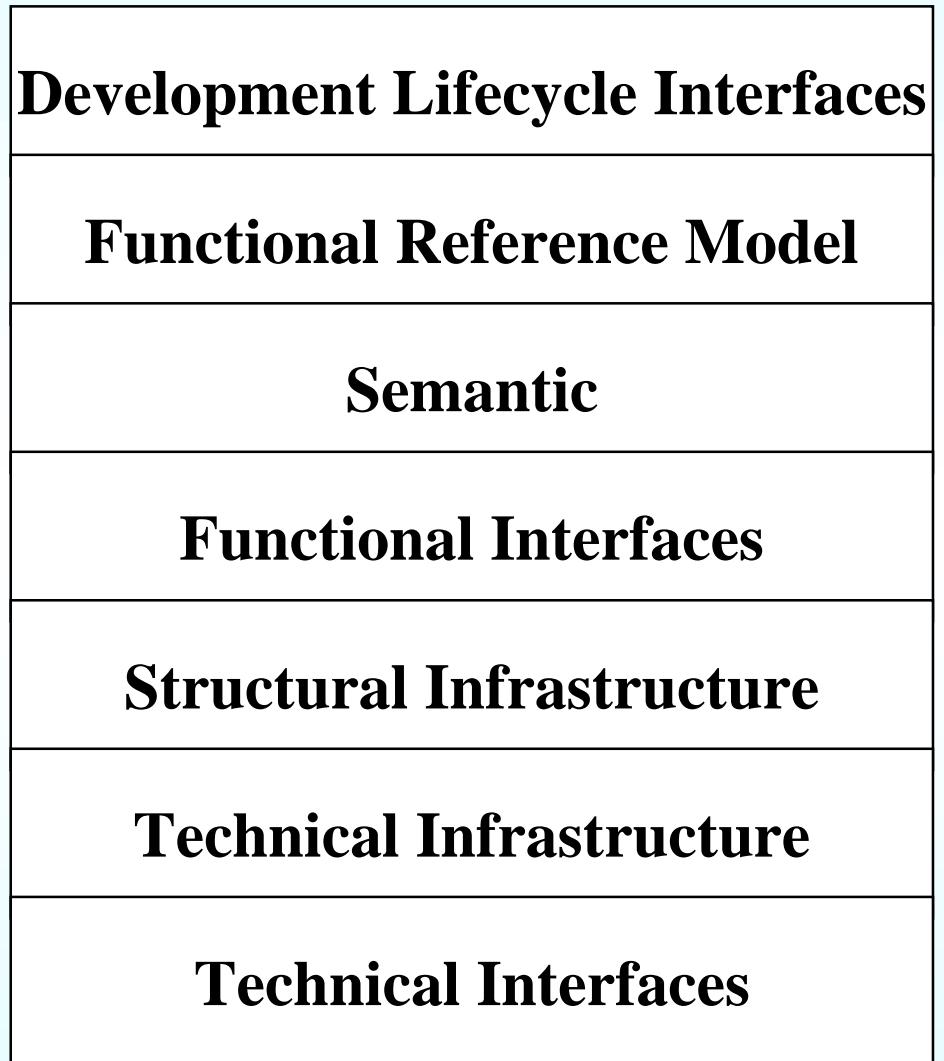 Development Lifecycle Interfaces
Functional Reference Model
Semantic
Functional Interfaces
Structural Infrastructure
Technical Infrastructure
Technical Interfaces